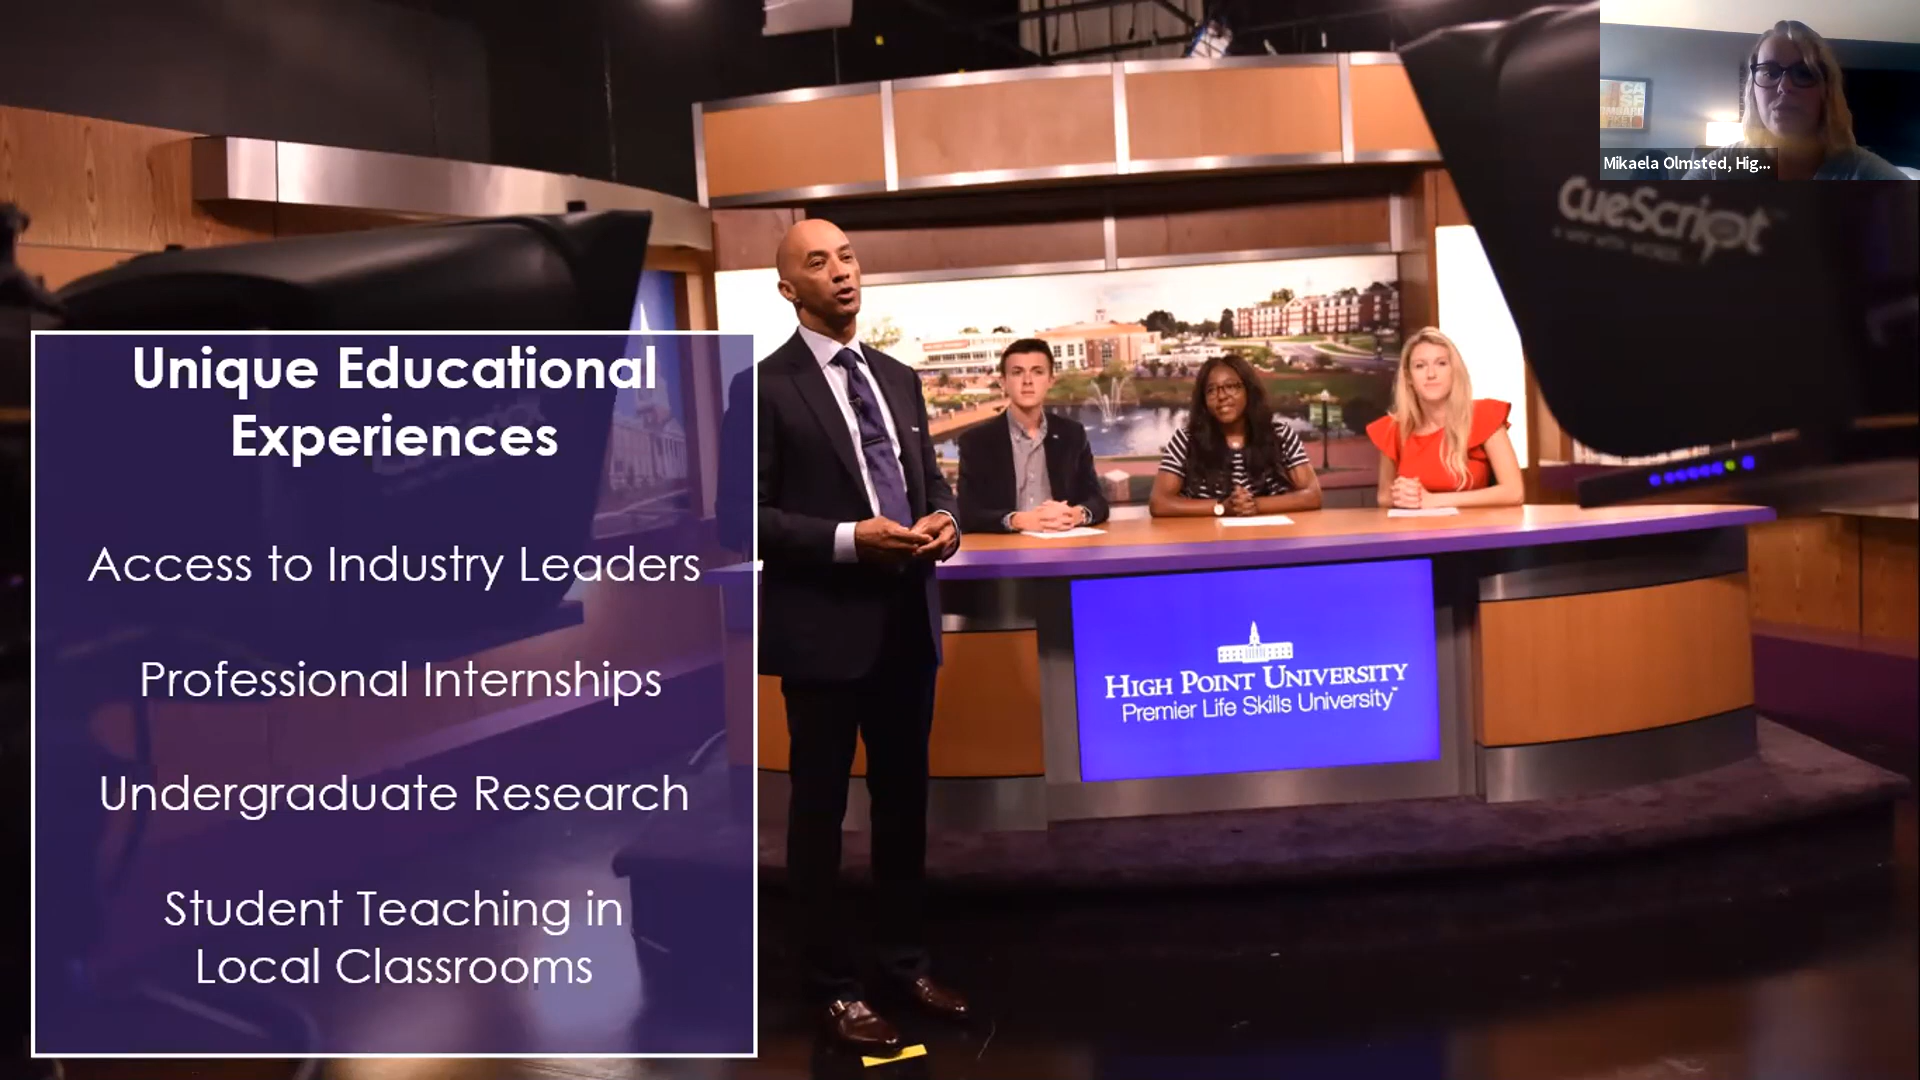 Unique Educational
Experiences
Access to Industry Leaders
Professional Internships
Undergraduate Research
Student Teaching in
Local Classrooms
Mikaela Olmsted, Hig...
CueScript
HIGH POINT UNIVERSITY
Premier Life Skills University™